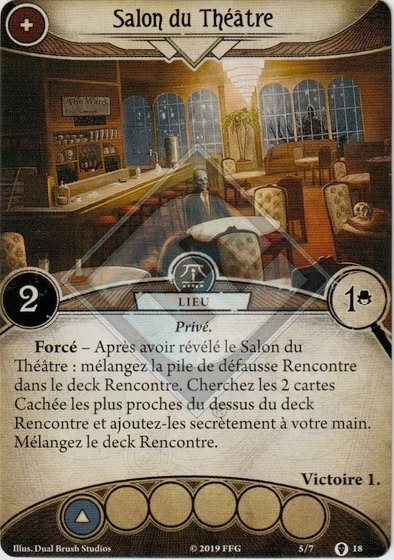 Salon du Théâtre
The Ward
2
LIEU
1
Privé.
Forcé – Après avoir révélé le Salon du
Théâtre : mélangez la pile de défausse Rencontre
dans le deck Rencontre. Cherchez les 2 cartes
Cachée les plus proches du dessus du deck
Rencontre et ajoutez-les secrètement à votre main.
Mélangez le deck Rencontre.
Victoire 1.
Illus. Dual Brush Studios
© 2019 FFG
5/7
18